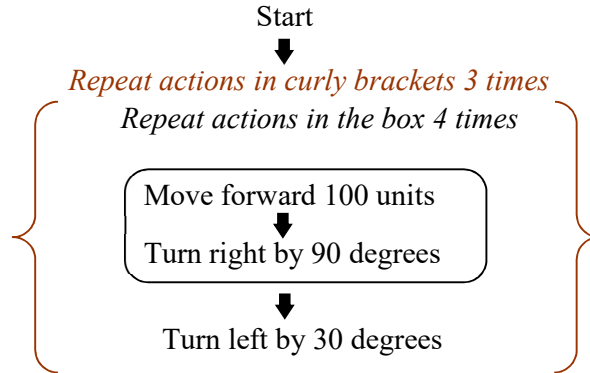 Start
Repeat actions in curly brackets 3 times
Repeat actions in the box 4 times
Move forward 100 units
Turn right by 90 degrees
Turn left by 30 degrees